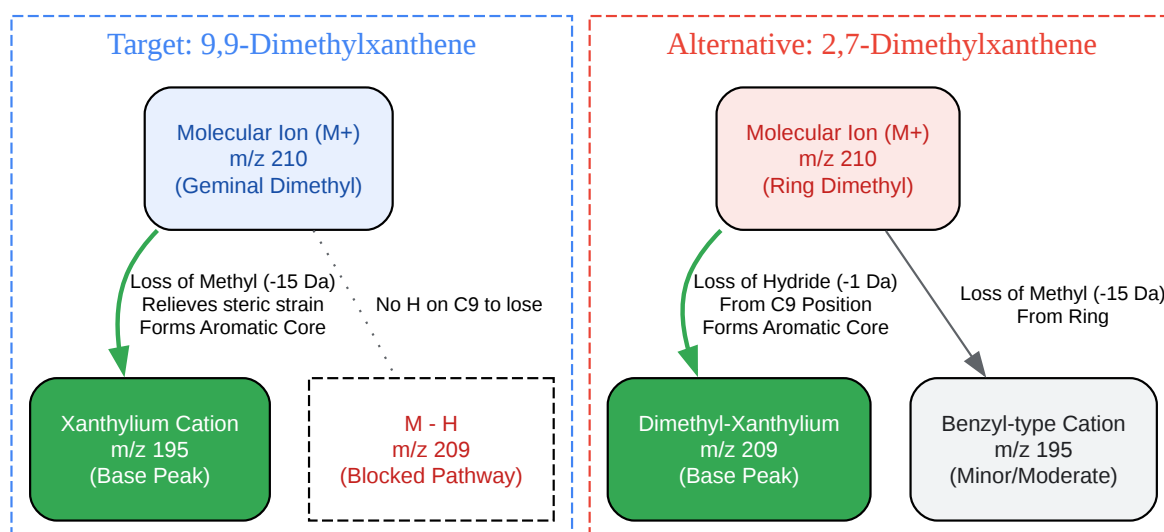 Target: 9,9-Dimethylxanthene
Molecular Ion (M+)
m/z 210
(Geminal Dimethyl)
Loss of Methyl (-15 Da)
Relieves steric strain
Forms Aromatic Core
No H on C9 to lose
Xanthylium Cation
m/z 195
(Base Peak)
M - H
m/z 209
(Blocked Pathway)
Alternative: 2,7-Dimethylxanthene
Molecular Ion (M+)
m/z 210
(Ring Dimethyl)
Loss of Hydride (-1 Da)
From C9 Position
Forms Aromatic Core
Loss of Methyl (-15 Da)
From Ring
Dimethyl-Xanthylium
m/z 209
(Base Peak)
Benzyl-type Cation
m/z 195
(Minor/Moderate)